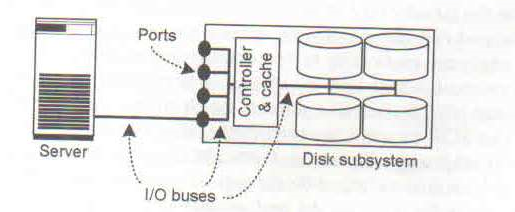 Ports
Controller
& cache
Server
Disk subsystem
I/O buses